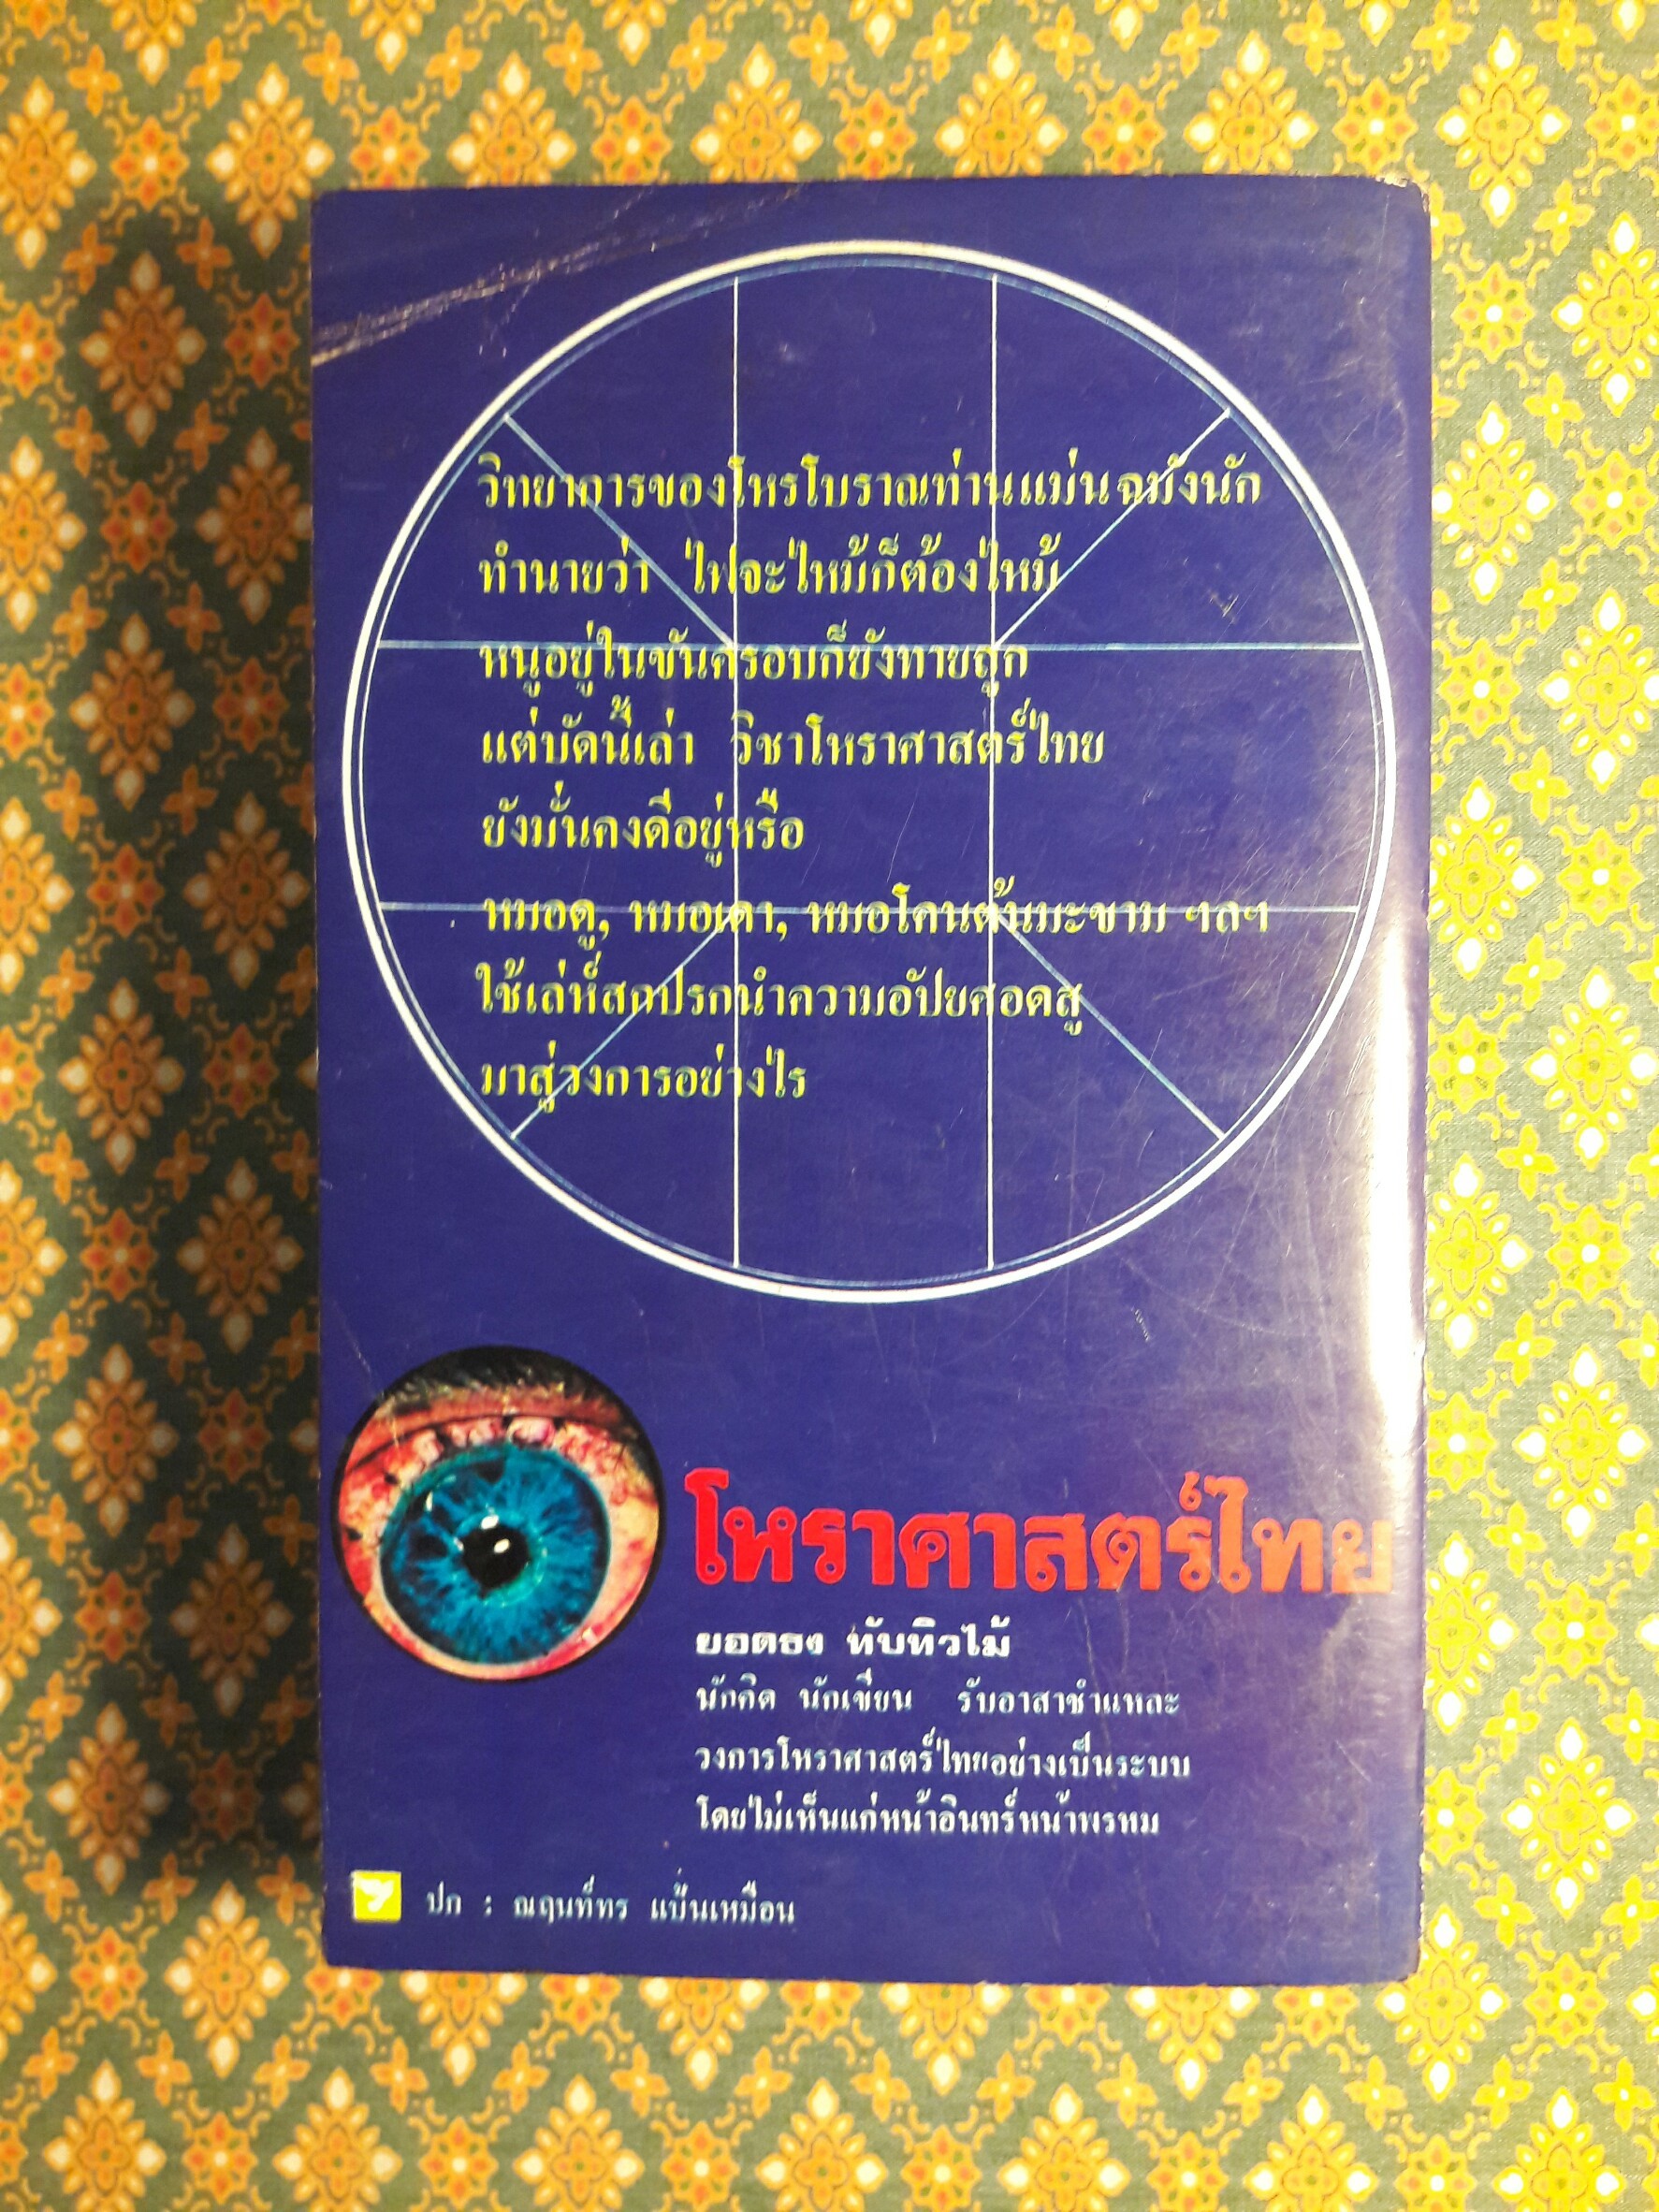 วิทยาการของโหรโบราณท่านแม่นฉมังนัก
ทำนายว่า ไฟจะไหม้ก็ต้องไหม้
หนูอยู่ในขันครอบก็ยังทายถูก
แต่บัดนี้เล่า วิชาโหราศาสตร์ไทย
ยังมั่นคงดีอยู่หรือ
หมอดู, หมอเดา, หมอโคนต้นมะขาม ฯลฯ
ใช้เล่ห์สกปรกนำความอัปยศอดสู
มาสู่วงการอย่างไร
โหราศาสตร์ไทย
ยอดธง ทับทิวไม้
นักคิด นักเขียน รับอาสาชำแหละ
วงการโหราศาสตร์ไทยอย่างเป็นระบบ
โดยไม่เห็นแก่หน้าอินทร์หน้าพรหม
ปก : ณฤนท์ทร แป้นเหมือน